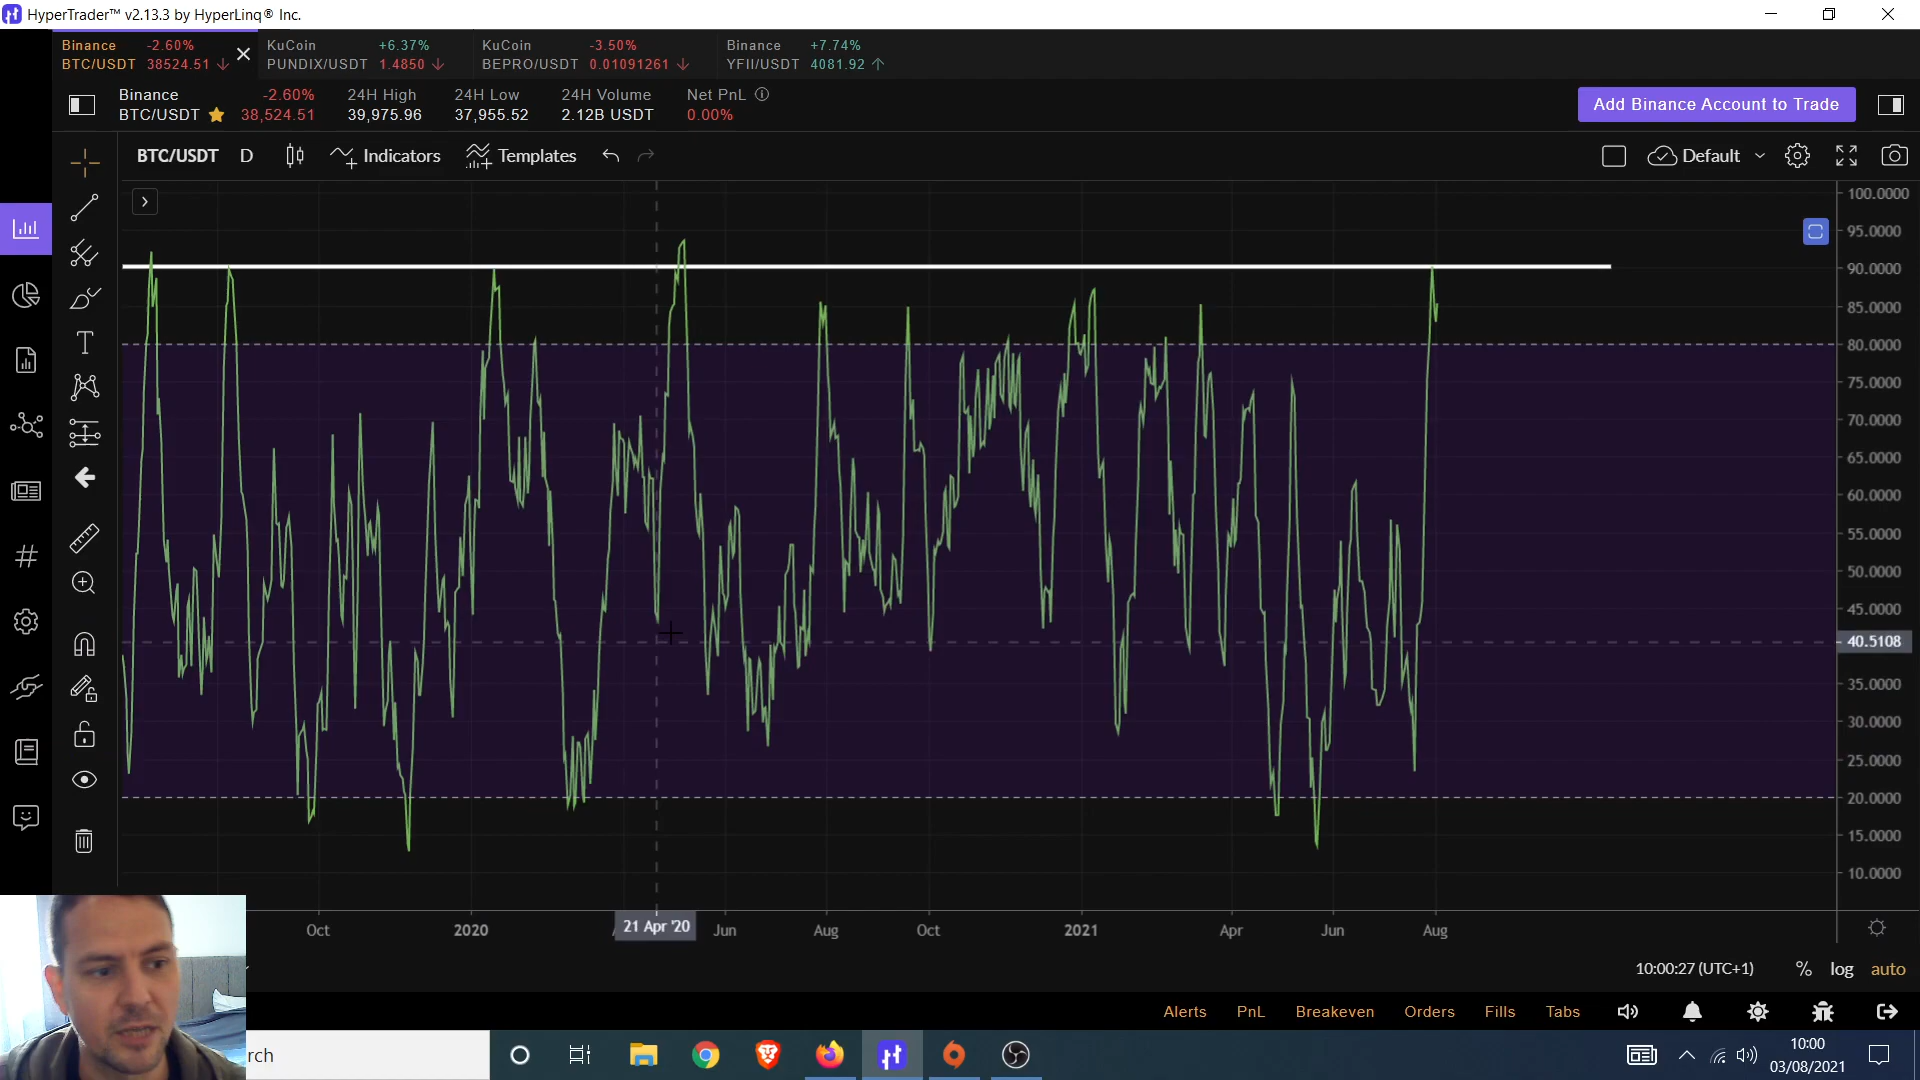 HyperTrader™ v2.13.3 by HyperLinq® Inc.
Binance -2.60%
BTC/USDT 38524.51
KuCoin +6.37%
PUNDIX/USDT 1.4850
KuCoin -3.50%
BEPRO/USDT 0.01091261
Binance +7.74%
YFII/USDT 4081.92
Binance -2.60%
BTC/USDT 38,524.51
24H High
39,975.96
24H Low
37,955.52
24H Volume
2.12B USDT
Net PnL
0.00%
Add Binance Account to Trade
BTC/USDT D Indicators Templates Default
100.0000
95.0000
90.0000
85.0000
80.0000
75.0000
70.0000
65.0000
60.0000
55.0000
50.0000
45.0000
40.5108
35.0000
30.0000
25.0000
20.0000
15.0000
10.0000
Oct 2020 21 Apr '20 Jun Aug Oct 2021 Apr Jun Aug
10:00:27 (UTC+1) % log auto
Alerts PnL Breakeven Orders Fills Tabs
rch
10:00
03/08/2021